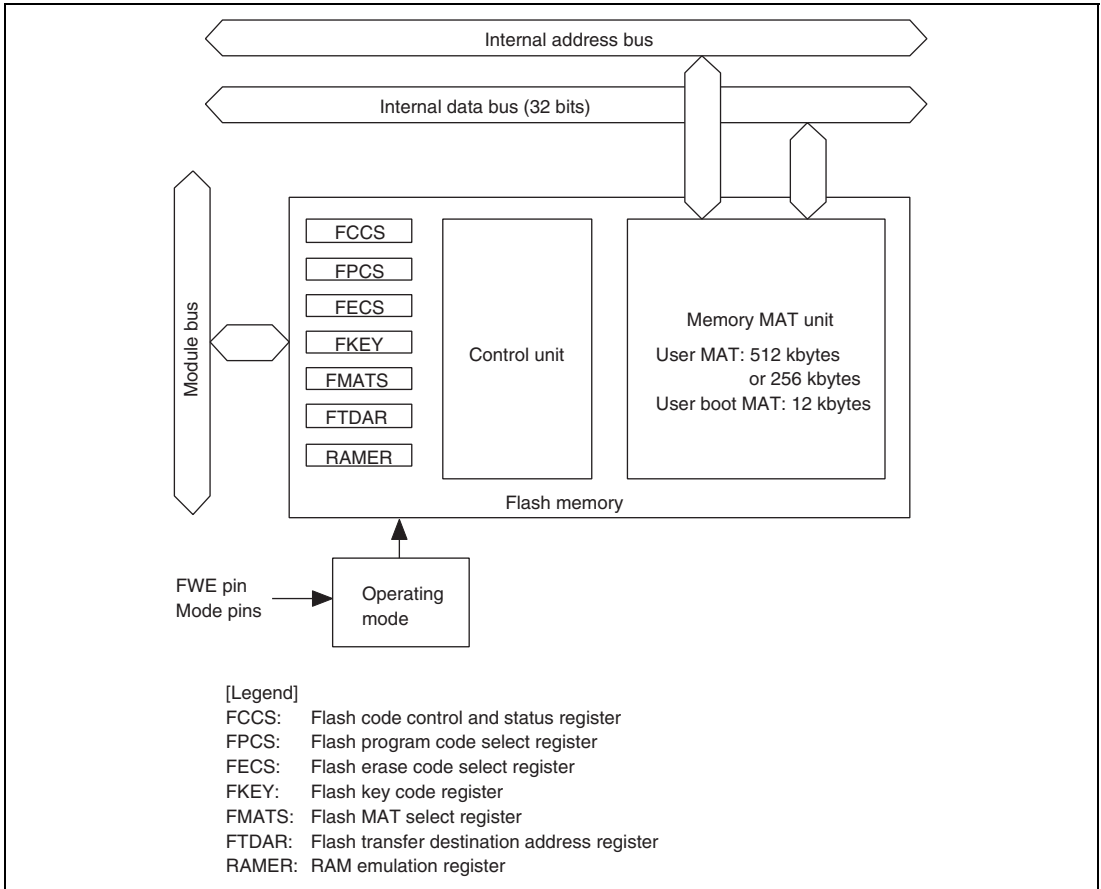 Internal address bus
Internal data bus (32 bits)
Module bus
FCCS
FPCS
FECS
FKEY
FMATS
FTDAR
RAMER
Control unit
Memory MAT unit
User MAT: 512 kbytes
or 256 kbytes
User boot MAT: 12 kbytes
Flash memory
FWE pin
Mode pins
Operating
mode
[Legend]
FCCS: Flash code control and status register
FPCS: Flash program code select register
FECS: Flash erase code select register
FKEY: Flash key code register
FMATS: Flash MAT select register
FTDAR: Flash transfer destination address register
RAMER: RAM emulation register